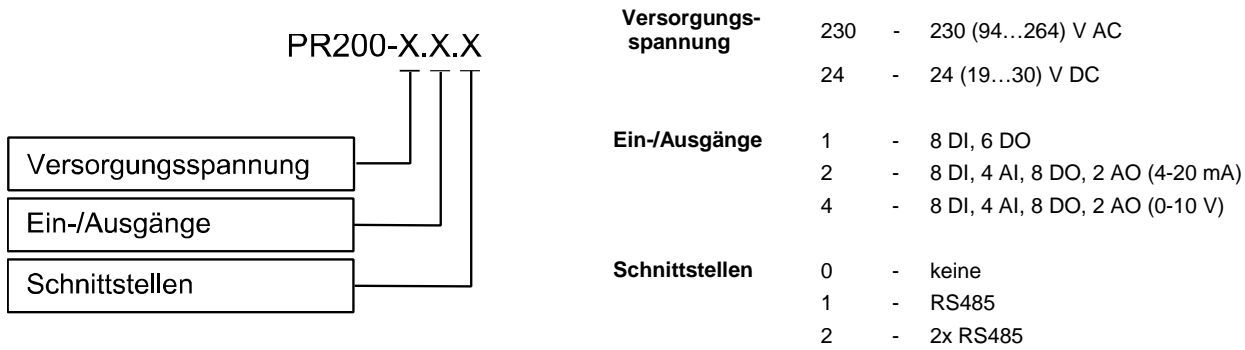 PR200-X.X.X
Versorgungsspannung
Ein-/Ausgänge
Schnittstellen
Versorgungs-
spannung
230 - 230 (94…264) V AC
24 - 24 (19…30) V DC
Ein-/Ausgänge 1 - 8 DI, 6 DO
2 - 8 DI, 4 AI, 8 DO, 2 AO (4-20 mA)
4 - 8 DI, 4 AI, 8 DO, 2 AO (0-10 V)
Schnittstellen 0 - keine
1 - RS485
2 - 2x RS485